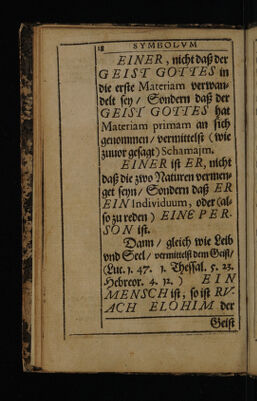 18 SYMBOLVM
EINER, nicht daß der
GEIST GOTTES in
die erste Materiam verwan-
delt sey / Sondern daß der
GEIST GOTTES hat
Materiam primam an sich
genommen / vermittelst (wie
zuuor gesagt) Schamajm.
EINER ist ER, nicht
daß die zwo Naturen vermen-
get seyn / Sondern daß ER
EIN Individuum, oder (al-
so zu reden) EINE PER-
SON ist.
Dann / gleich wie Leib
vnd Seel / vermittelst dem Geist /
(Luc. 1. 47. 1. Thessal. 5. 23.
Hebreor. 4. 12.) EIN
MENSCH ist, so ist RV-
ACH ELOHIM der
Geist